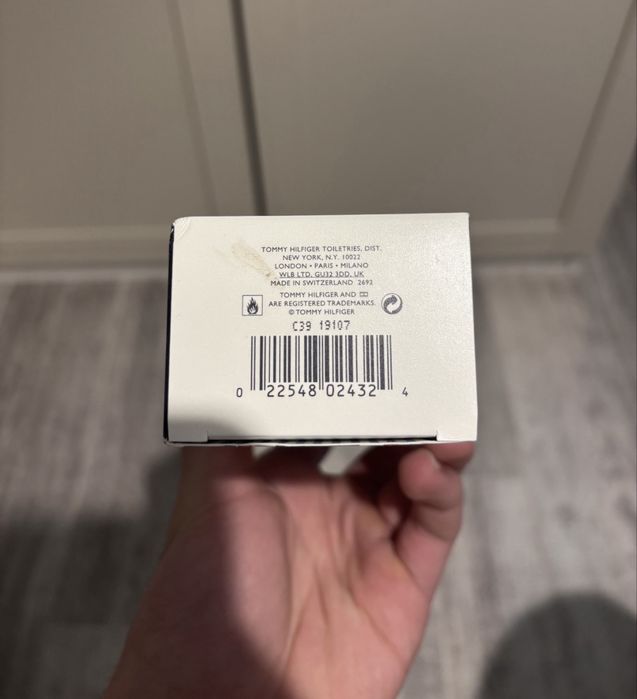 TOMMY HILFIGER TOILETRIES, DIST.
NEW YORK, N.Y. 10022
LONDON • PARIS • MILANO
WLB LTD. GU32 3DD, UK
MADE IN SWITZERLAND 2692
TOMMY HILFIGER AND
ARE REGISTERED TRADEMARKS.
© TOMMY HILFIGER
C39 19107
0 22548 02432 4